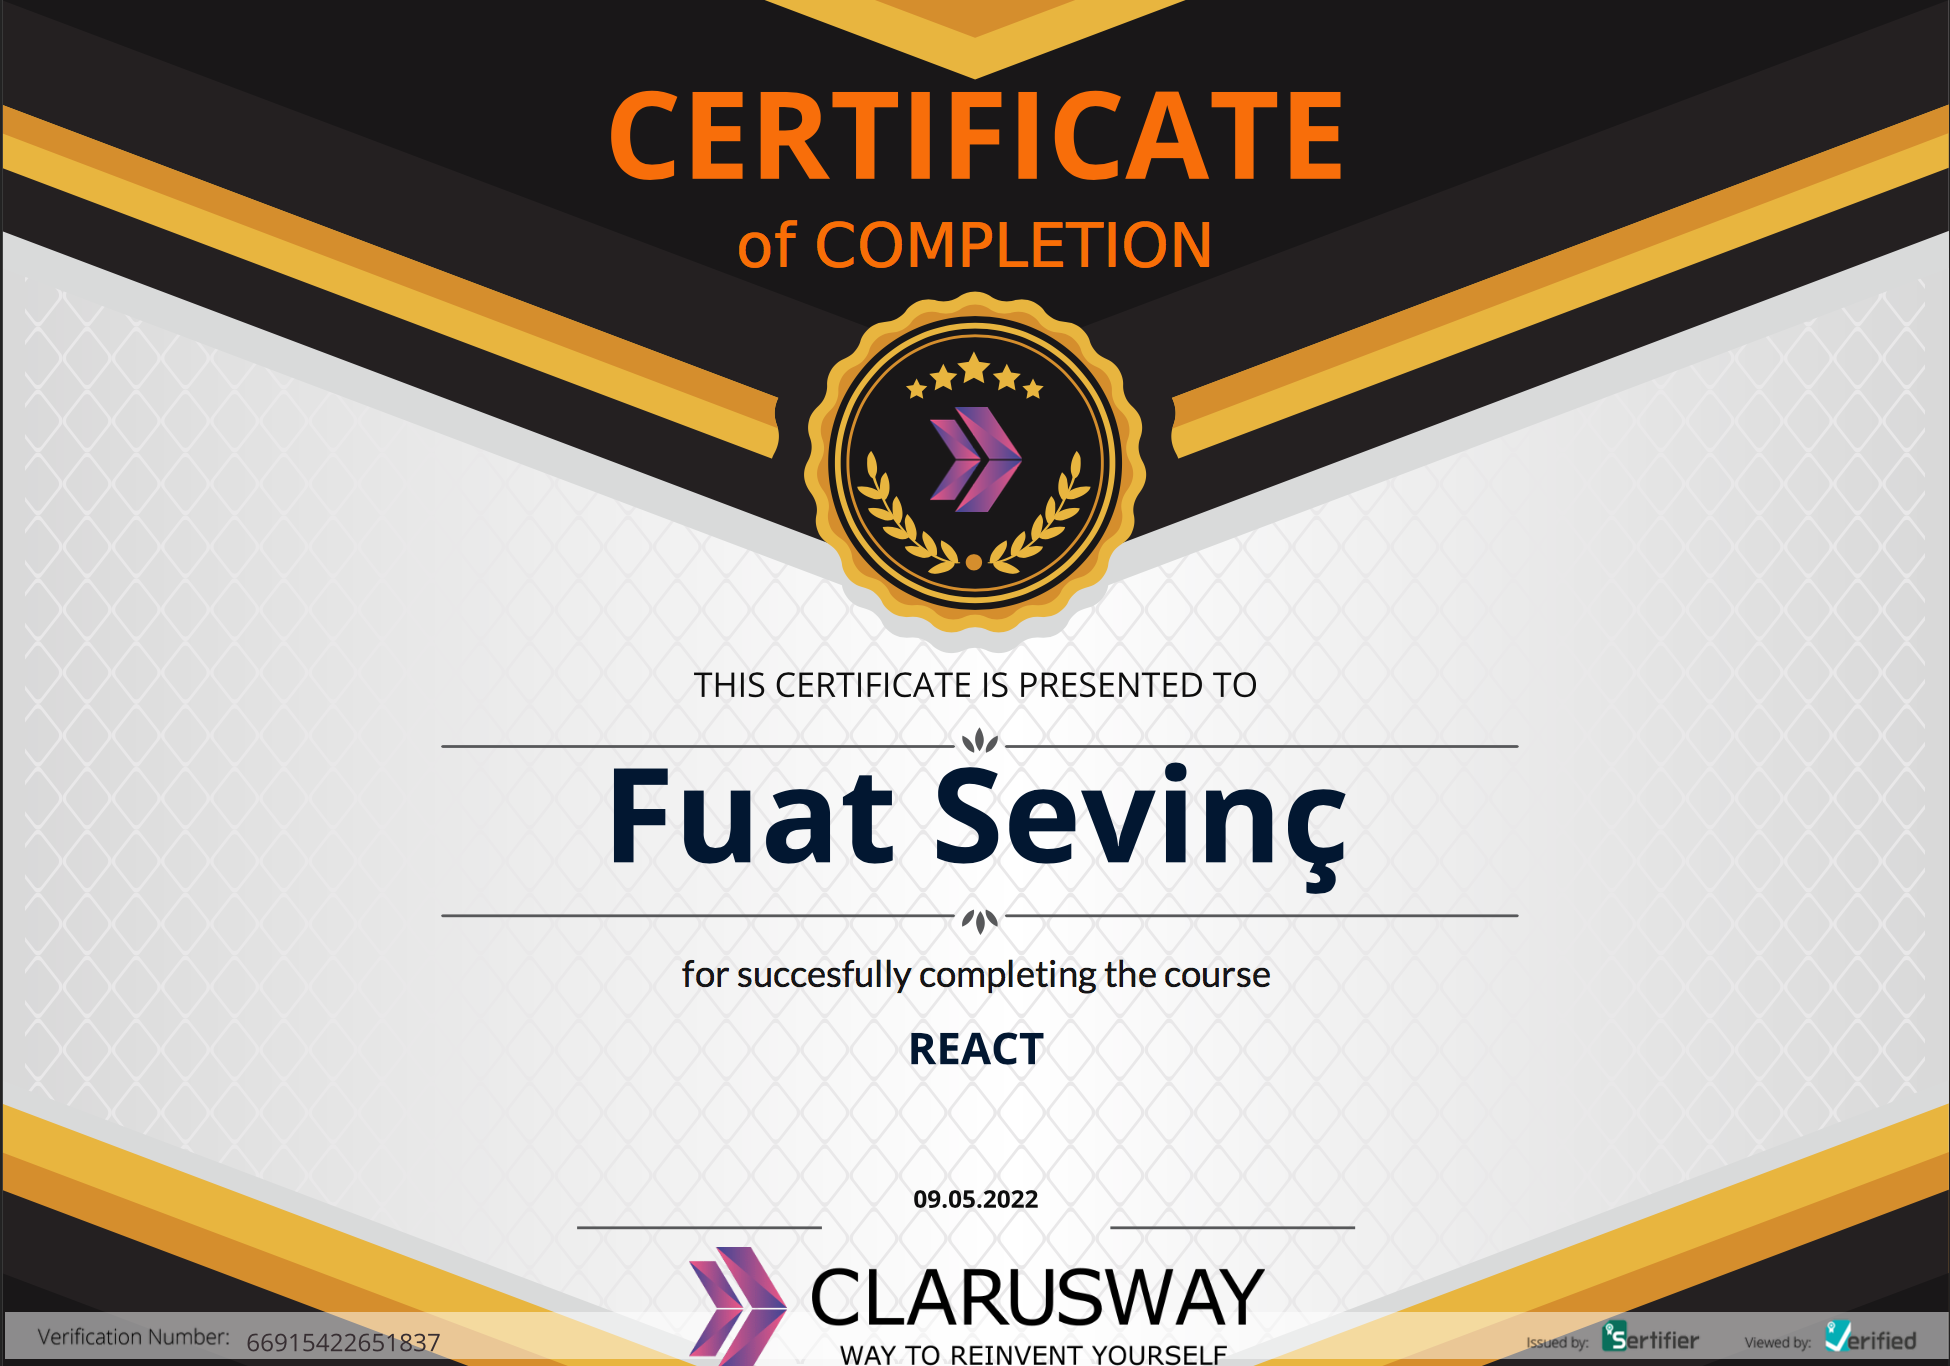 CERTIFICATE
of COMPLETION
THIS CERTIFICATE IS PRESENTED TO
Fuat Sevinç
for succesfully completing the course
REACT
09.05.2022
CLARUSWAY
WAY TO REINVENT YOURSELF
Verification Number: 66915422651837
Issued by: Sertifier
Viewed by: Verified